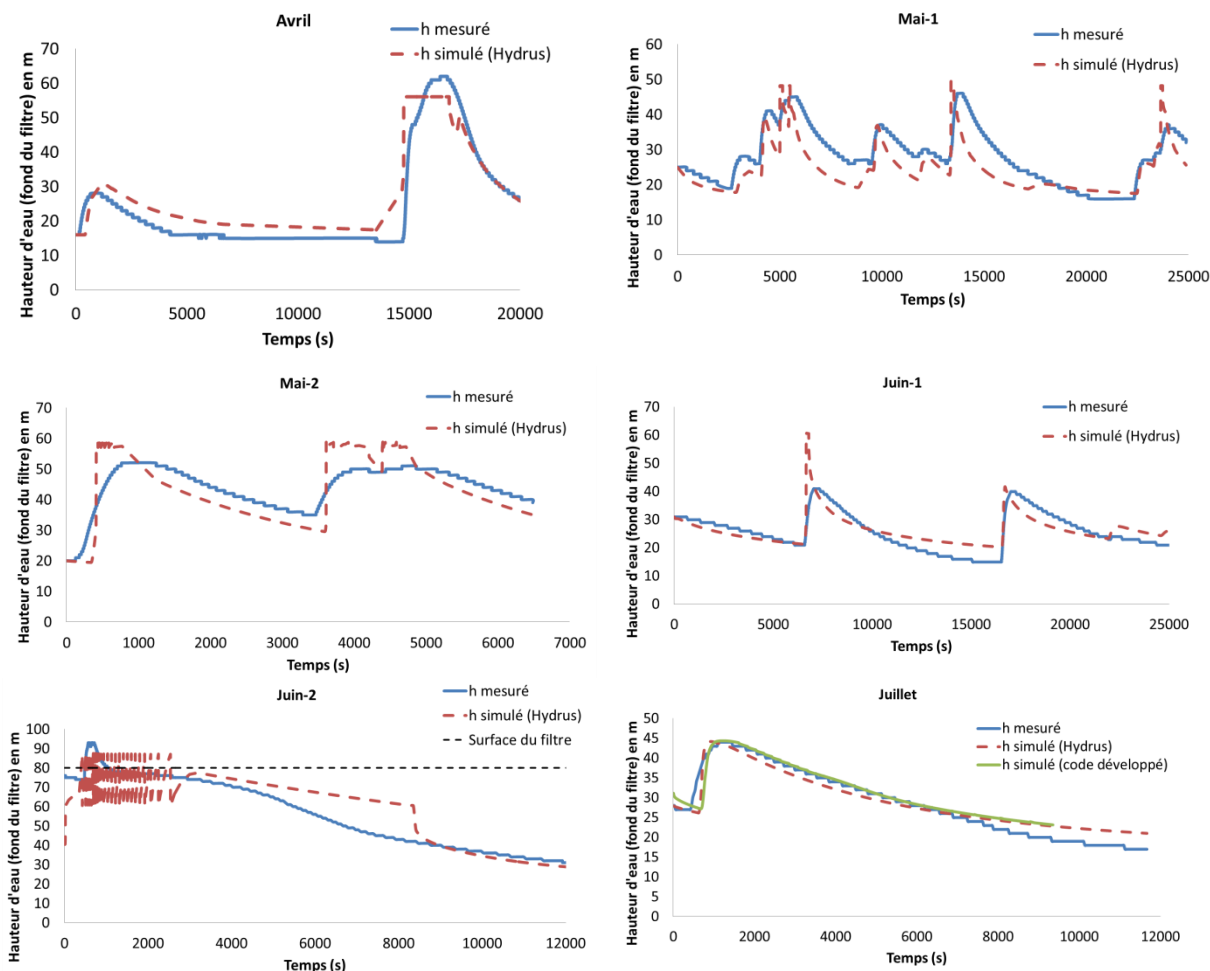 Avril
h mesuré
h simulé (Hydrus)
Hauteur d'eau (fond du filtre) en m
70
60
50
40
30
20
10
0
0 5000 10000 15000 20000
Temps (s)
Mai-1
h mesuré
h simulé (Hydrus)
Hauteur d'eau (fond du filtre) en m
60
50
40
30
20
10
0
0 5000 10000 15000 20000 25000
Temps (s)
Mai-2
h mesuré
h simulé (Hydrus)
Hauteur d'eau (fond du filtre) en m
70
60
50
40
30
20
10
0
0 1000 2000 3000 4000 5000 6000 7000
Temps (s)
Juin-1
h mesuré
h simulé (Hydrus)
Hauteur d'eau (fond du filtre) en m
70
60
50
40
30
20
10
0
0 5000 10000 15000 20000 25000
Temps (s)
Juin-2
h mesuré
h simulé (Hydrus)
Surface du filtre
Hauteur d'eau (fond du filtre) en m
100
90
80
70
60
50
40
30
20
10
0
0 2000 4000 6000 8000 10000 12000
Temps (s)
Juillet
h mesuré
h simulé (Hydrus)
h simulé (code développé)
Hauteur d'eau (fond du filtre) en m
50
45
40
35
30
25
20
15
10
5
0
0 2000 4000 6000 8000 10000 12000
Temps (s)